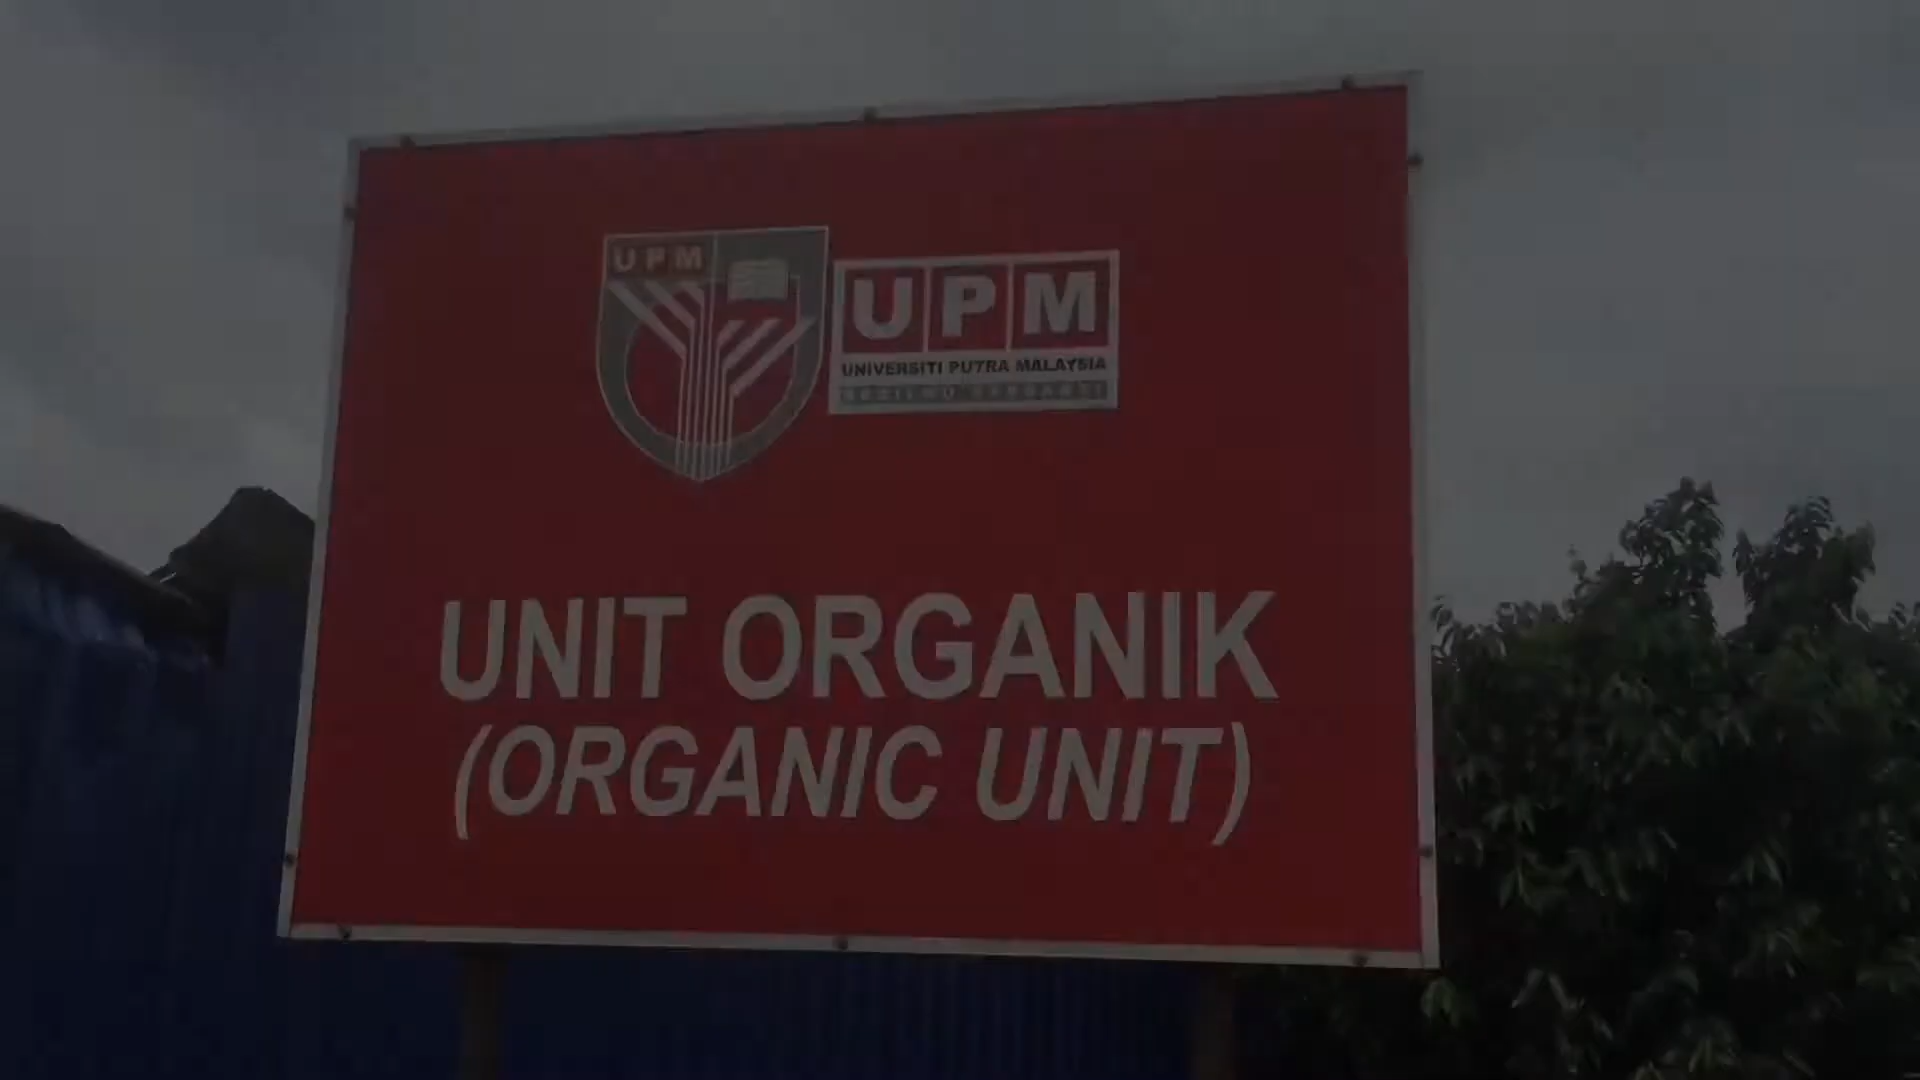 UPM
UPM
UNIVERSITI PUTRA MALAYSIA
UNIT ORGANIK
(ORGANIC UNIT)